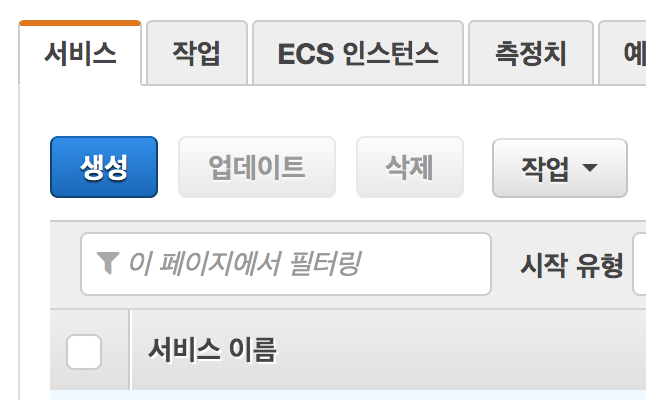 서비스 작업 ECS 인스턴스 측정치 예
생성 업데이트 삭제 작업
이 페이지에서 필터링 시작 유형
서비스 이름